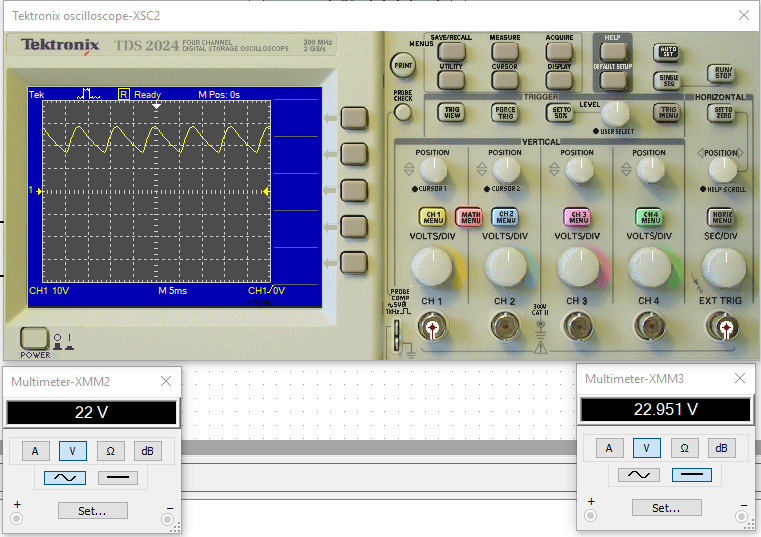 Tektronix oscilloscope-XSC2
Tektronix TDS 2024 FOUR CHANNEL DIGITAL STORAGE OSCILLOSCOPE 200 MHz 2 GS/s
Tek R Ready M Pos: 0s
1
CH1 10V M 5ms CH1/0V
POWER
PRINT
PROBE CHECK
MENUS
SAVE/RECALL MEASURE ACQUIRE HELP AUTO SET
UTILITY CURSOR DISPLAY DEFAULT SETUP SINGLE SEQ RUN/STOP
TRIGGER HORIZONTAL
TRIG VIEW FORCE TRIG SET TO 50% LEVEL TRIG MENU SET TO ZERO
USER SELECT
VERTICAL
POSITION POSITION POSITION POSITION POSITION
CURSOR 1 CURSOR 2 HELP SCROLL
CH 1 MENU MATH MENU CH 2 MENU CH 3 MENU CH 4 MENU HORIZ MENU
VOLTS/DIV VOLTS/DIV VOLTS/DIV VOLTS/DIV SEC/DIV
PROBE COMP ~5V 1kHz
CH 1 CH 2 300V CAT II CH 3 CH 4 EXT TRIG
Multimeter-XMM2
22 V
A V Ω dB
Set...
+ −
Multimeter-XMM3
22.951 V
A V Ω dB
Set...
+ −